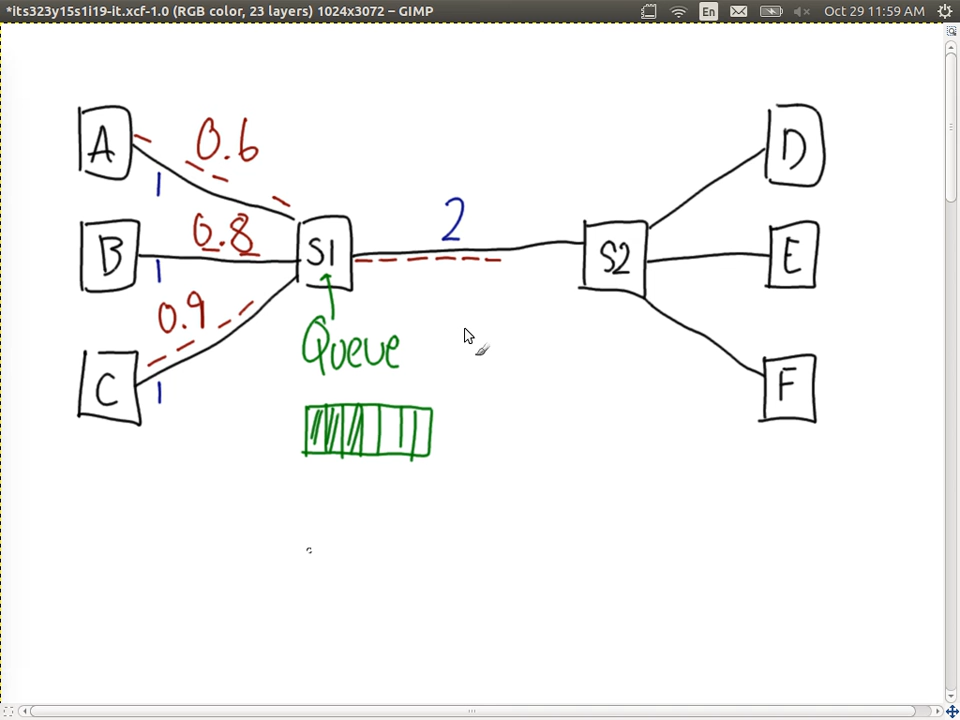 *its323y15s1i19-it.xcf-1.0 (RGB color, 23 layers) 1024x3072 – GIMP
En
Oct 29 11:59 AM
A
0.6
1
B
0.8
1
S1
2
S2
D
E
0.9
C
1
Queue
F